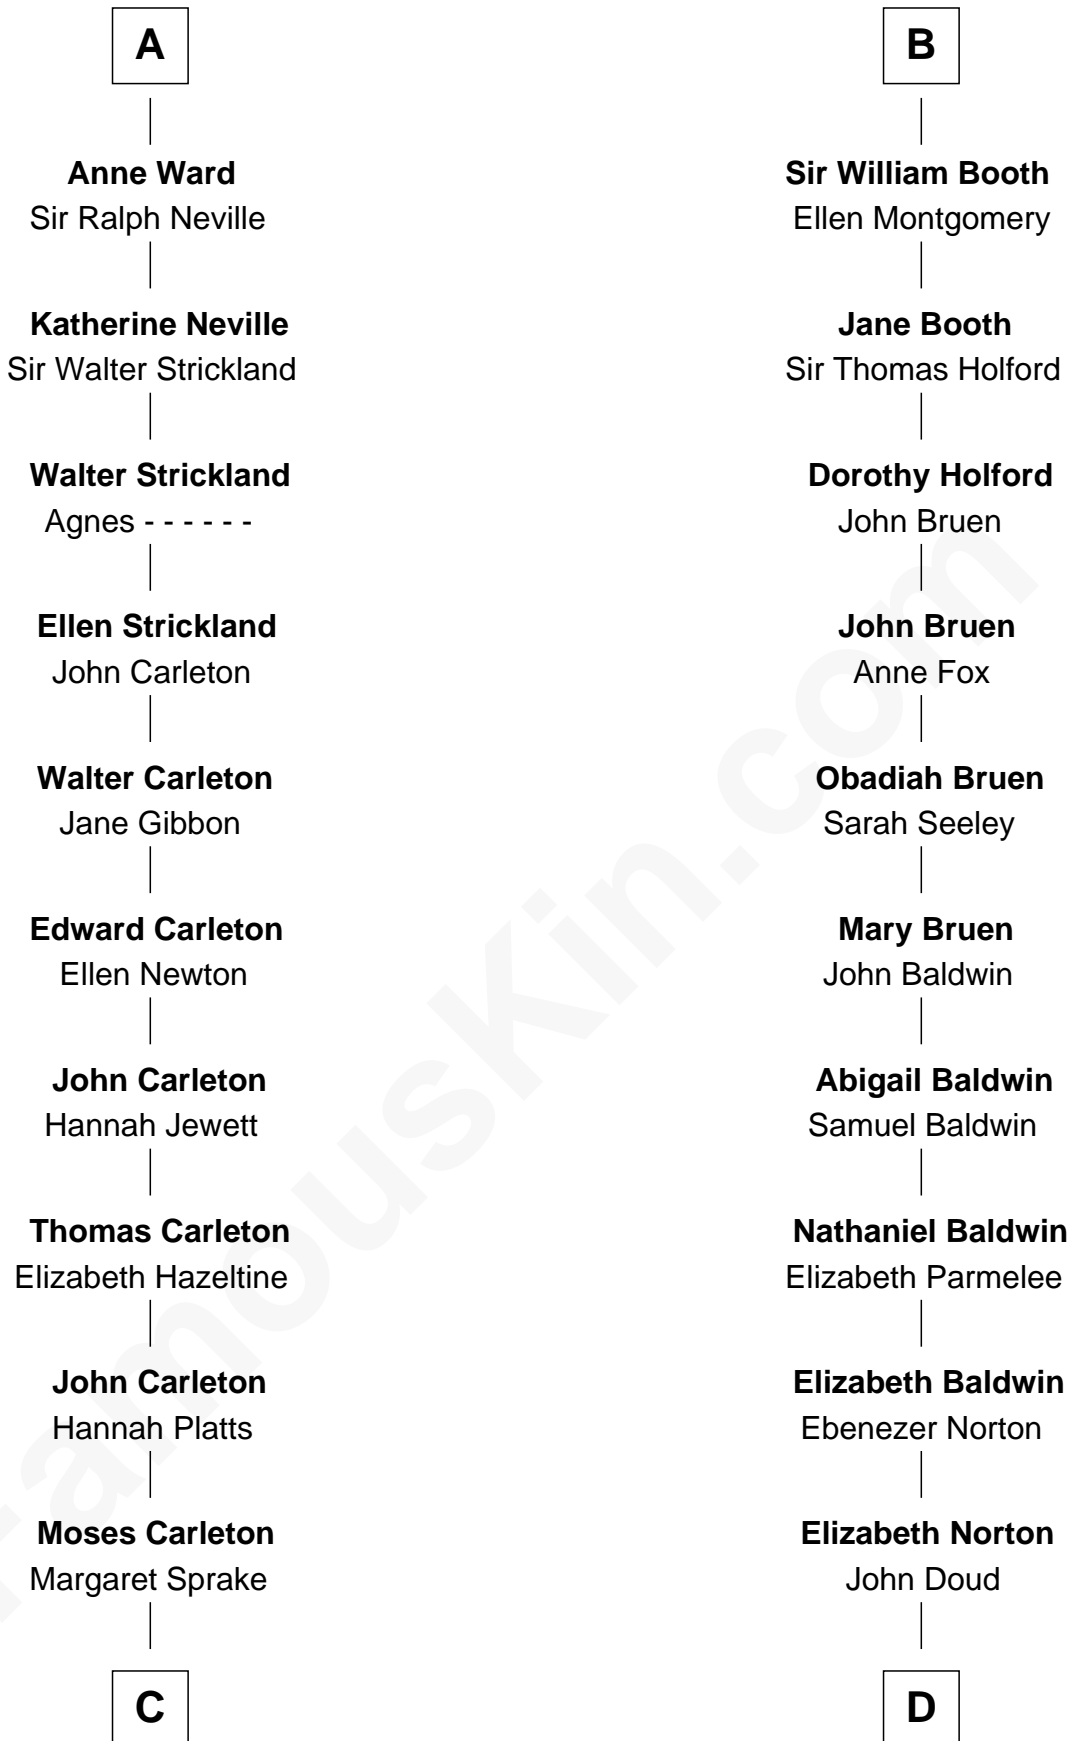 A
Anne Ward
Sir Ralph Neville
Katherine Neville
Sir Walter Strickland
Walter Strickland
Agnes - - - - - -
Ellen Strickland
John Carleton
Walter Carleton
Jane Gibbon
Edward Carleton
Ellen Newton
John Carleton
Hannah Jewett
Thomas Carleton
Elizabeth Hazeltine
John Carleton
Hannah Platts
Moses Carleton
Margaret Sprake
C
B
Sir William Booth
Ellen Montgomery
Jane Booth
Sir Thomas Holford
Dorothy Holford
John Bruen
John Bruen
Anne Fox
Obadiah Bruen
Sarah Seeley
Mary Bruen
John Baldwin
Abigail Baldwin
Samuel Baldwin
Nathaniel Baldwin
Elizabeth Parmelee
Elizabeth Baldwin
Ebenezer Norton
Elizabeth Norton
John Doud
D
FamousKin.com